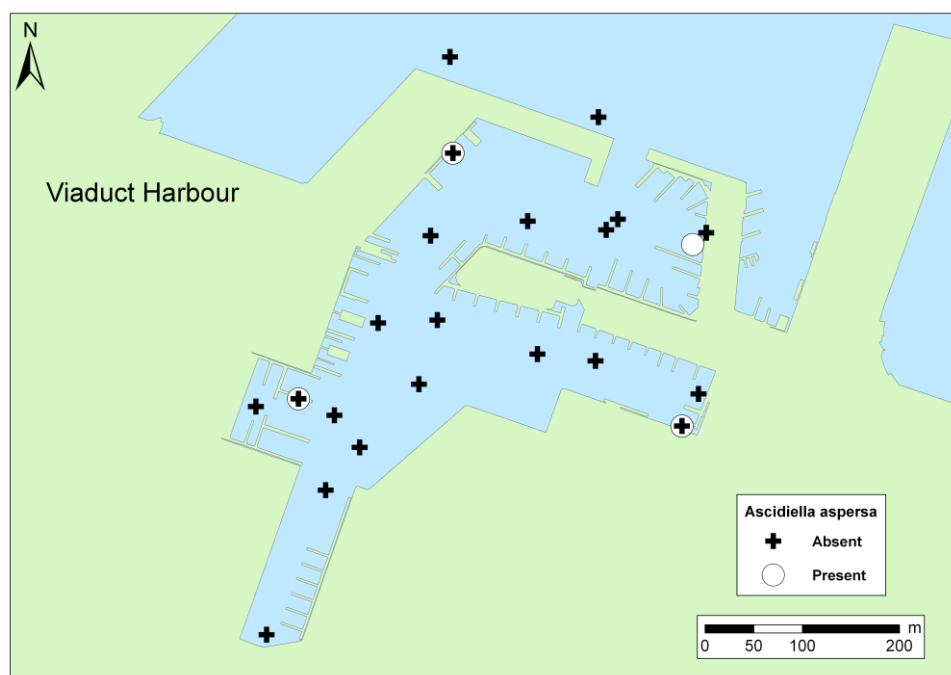 N
Viaduct Harbour
Ascidiella aspersa
Absent
Present
m
0 50 100 200